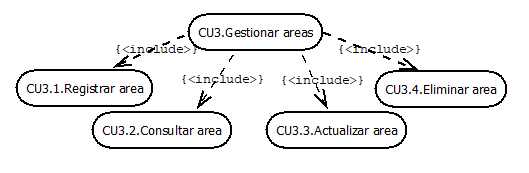 CU3.Gestionar areas
{<include>}
{<include>}
{<include>}
{<include>}
CU3.1.Registrar area
CU3.4.Eliminar area
CU3.2.Consultar area
CU3.3.Actualizar area